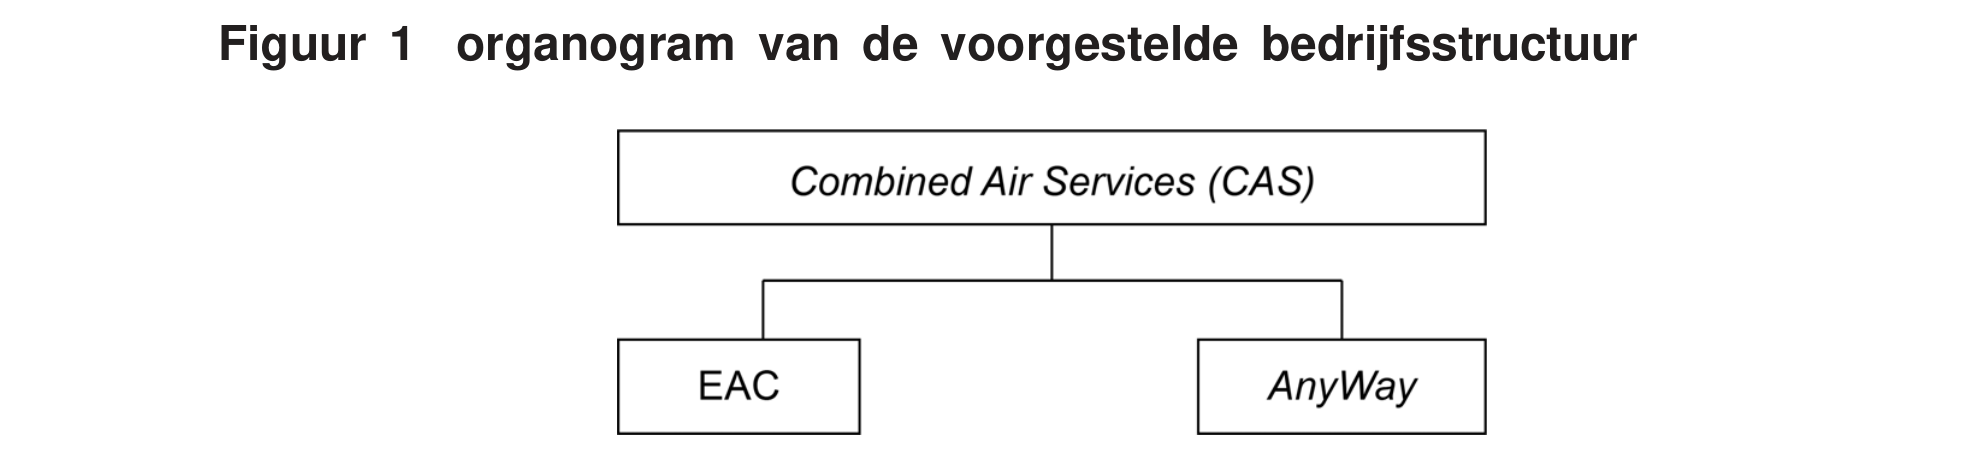 Figuur 1 organogram van de voorgestelde bedrijfsstructuur
Combined Air Services (CAS)
EAC
AnyWay